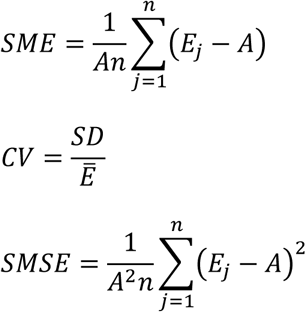 SME = \frac{1}{An} \sum_{j=1}^{n} (E_j - A)
CV = \frac{SD}{\bar{E}}
SMSE = \frac{1}{A^2 n} \sum_{j=1}^{n} (E_j - A)^2